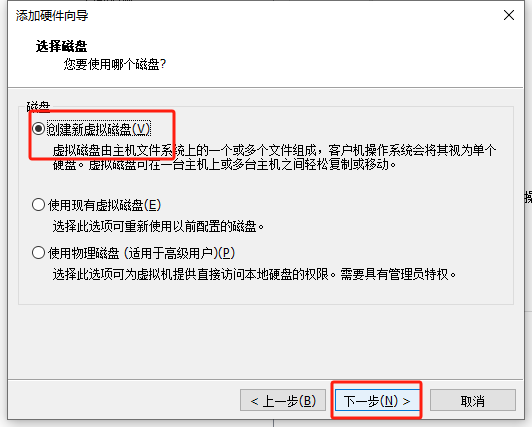 添加硬件向导
选择磁盘
您要使用哪个磁盘?
磁盘
创建新虚拟磁盘(V)
虚拟磁盘由主机文件系统上的一个或多个文件组成，客户机操作系统会将其视为单个
硬盘。虚拟磁盘可在一台主机上或多台主机之间轻松复制或移动。
使用现有虚拟磁盘(E)
选择此选项可重新使用以前配置的磁盘。
使用物理磁盘 (适用于高级用户)(P)
选择此选项可为虚拟机提供直接访问本地硬盘的权限。需要具有管理员特权。
< 上一步(B)
下一步(N) >
取消